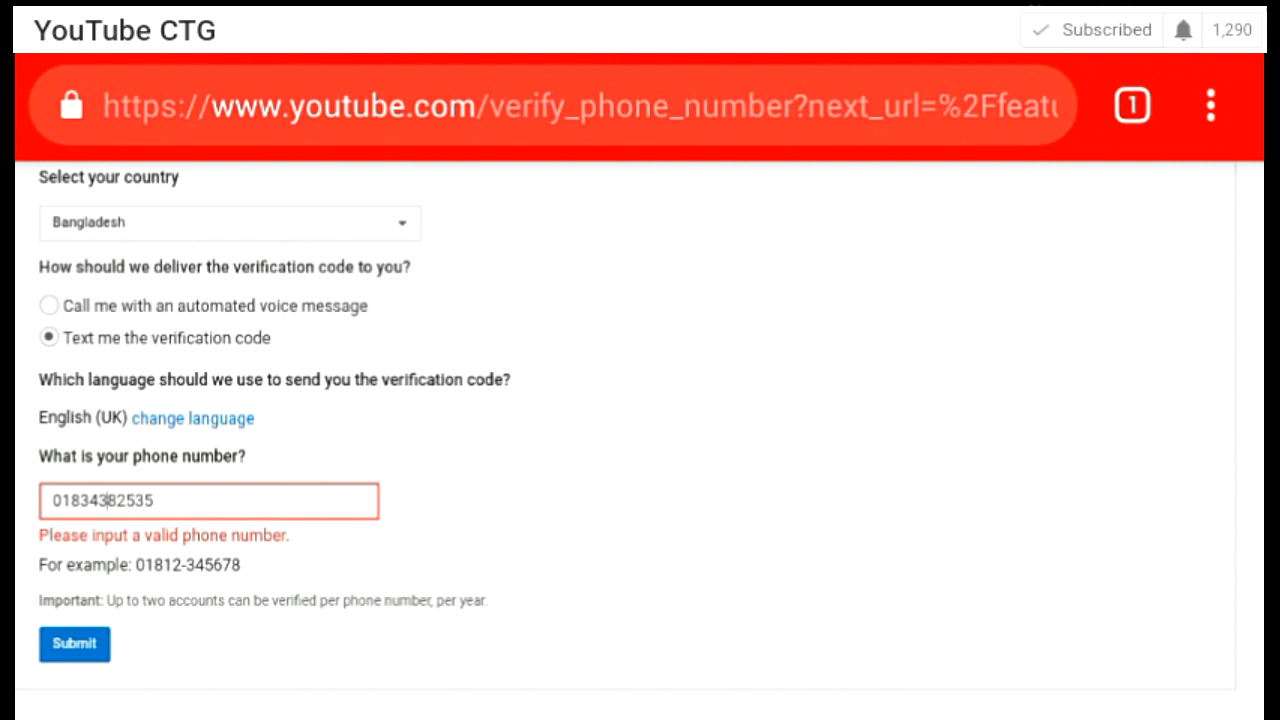 YouTube CTG
Subscribed 1,290
https://www.youtube.com/verify_phone_number?next_url=%2Ffeatu
1
Select your country
Bangladesh
How should we deliver the verification code to you?
Call me with an automated voice message
Text me the verification code
Which language should we use to send you the verification code?
English (UK) change language
What is your phone number?
01834382535
Please input a valid phone number.
For example: 01812-345678
Important: Up to two accounts can be verified per phone number, per year.
Submit